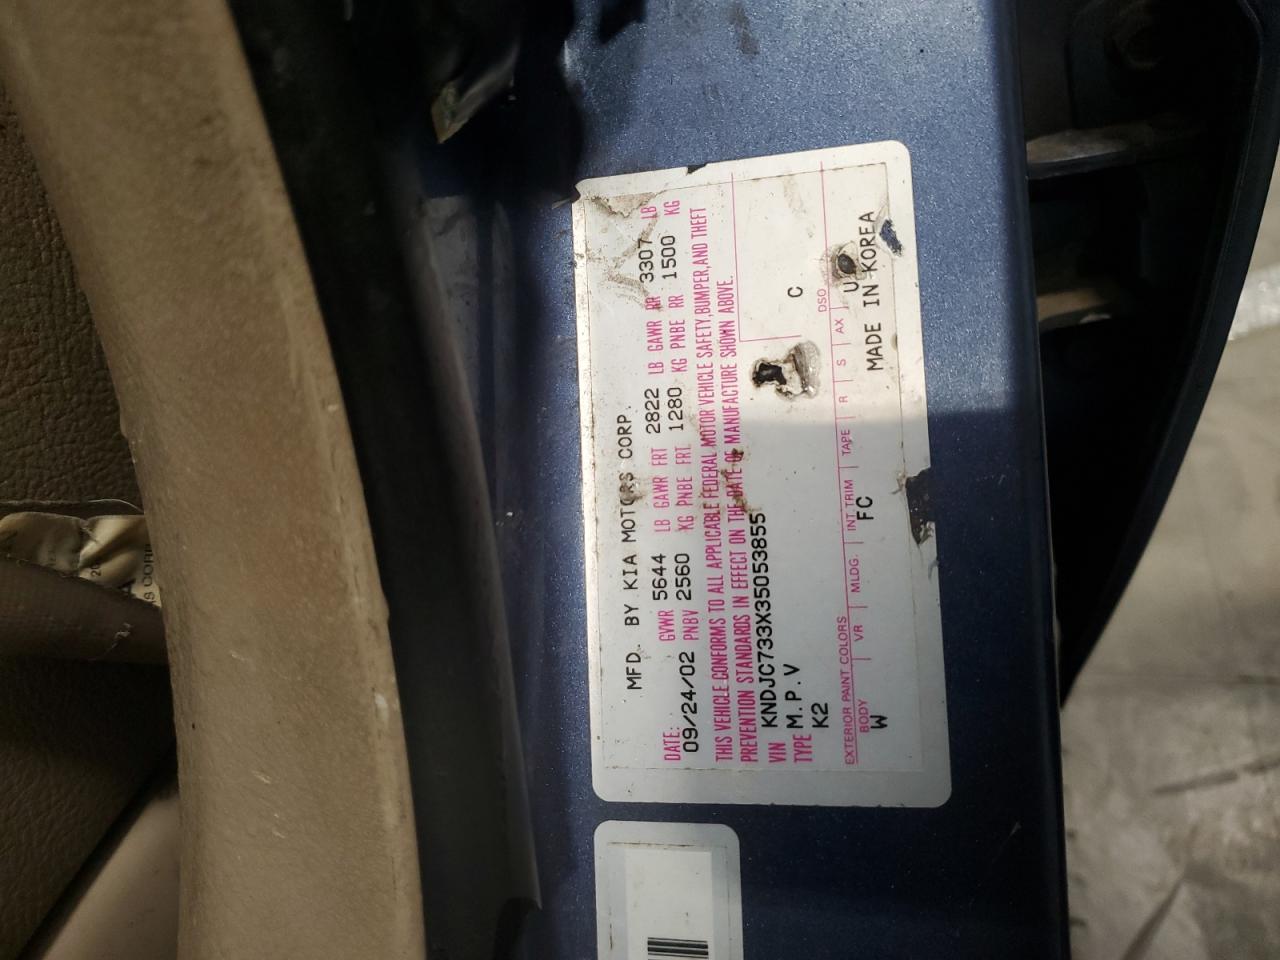 MFD. BY KIA MOTORS CORP.
DATE: GVWR 5644 LB GAWR FRT 2822 LB GAWR RR 3307 LB
09/24/02 PNBV 2560 KG PNBE FRT 1280 KG PNBE RR 1500 KG
THIS VEHICLE CONFORMS TO ALL APPLICABLE FEDERAL MOTOR VEHICLE SAFETY,BUMPER,AND THEFT
PREVENTION STANDARDS IN EFFECT ON THE DATE OF MANUFACTURE SHOWN ABOVE.
VIN KNDJC733X35053855
TYPE M.P.V
K2 C
EXTERIOR PAINT COLORS DSO
BODY VR MLDG. INT TRIM TAPE R S AX
W FC U
MADE IN KOREA
S CORP